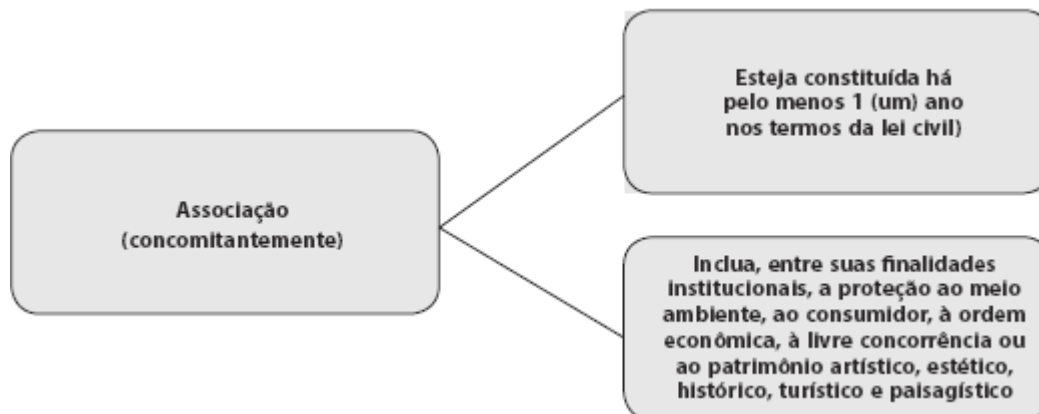 Associação
(concomitantemente)
Esteja constituída há
pelo menos 1 (um) ano
nos termos da lei civil)
Inclua, entre suas finalidades
institucionais, a proteção ao meio
ambiente, ao consumidor, à ordem
econômica, à livre concorrência ou
ao patrimônio artístico, estético,
histórico, turístico e paisagístico